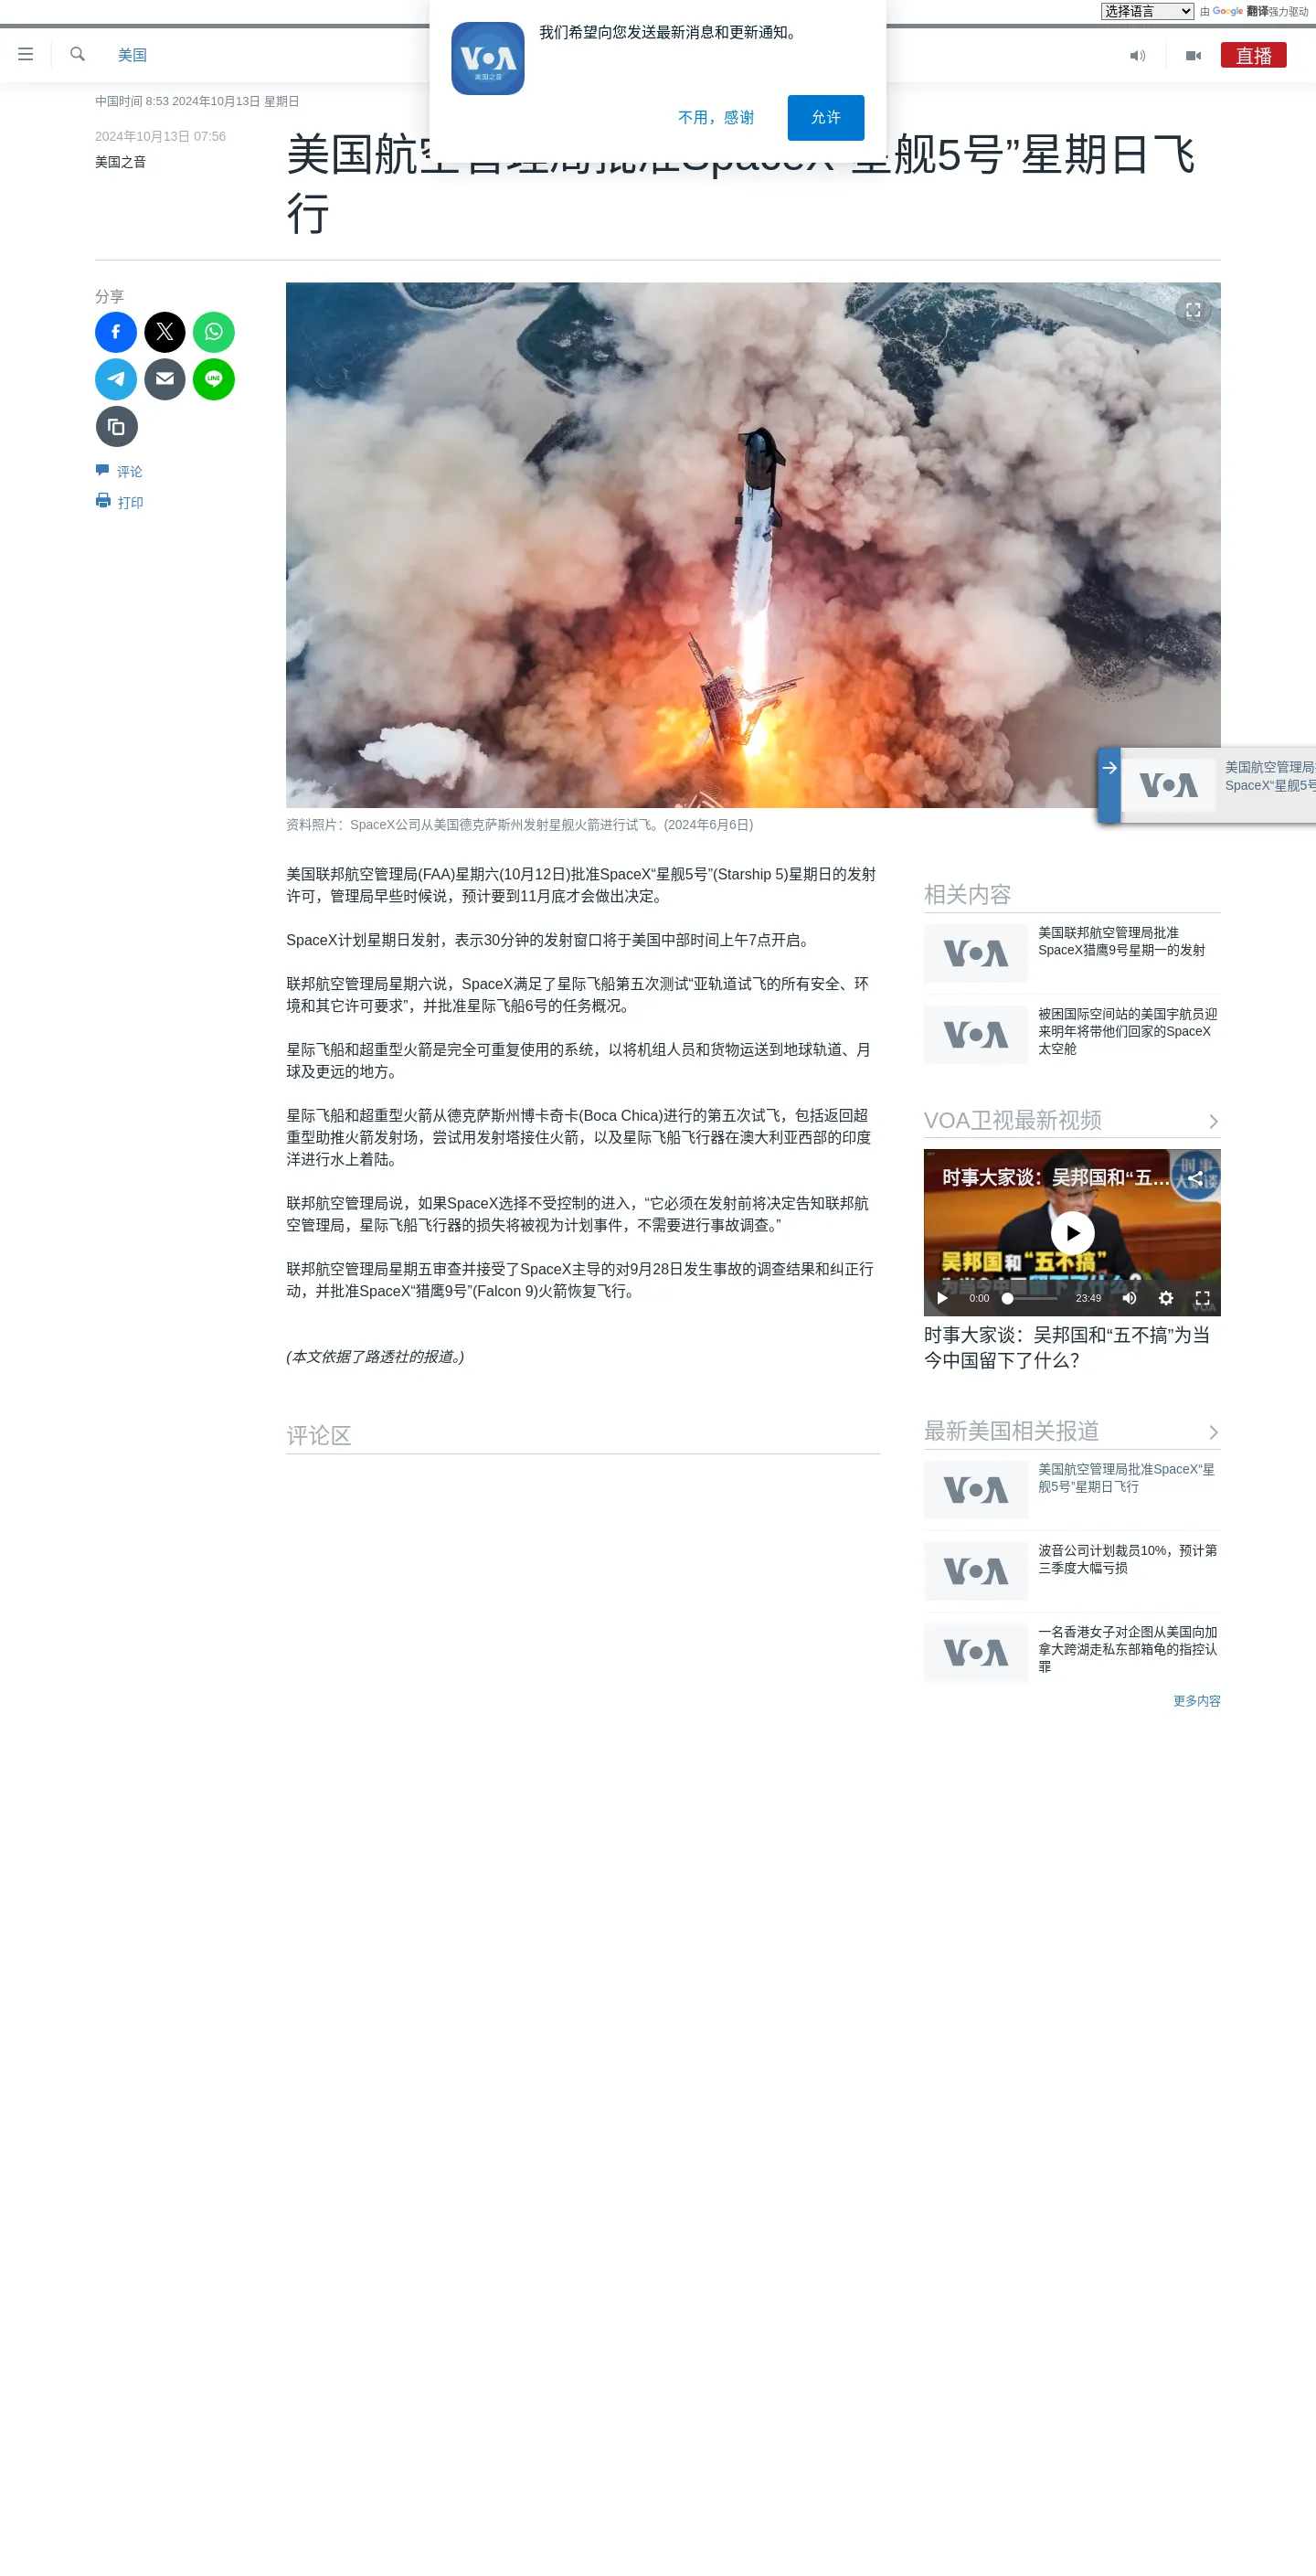 选择语言
由 Google 翻译强力驱动
我们希望向您发送最新消息和更新通知。
VOA
美国之音
不用，感谢
允许
美国
直播
中国时间 8:53 2024年10月13日 星期日
2024年10月13日 07:56
美国之音
美国航空管理局批准SpaceX“星舰5号”星期日飞
行
分享
LINE
评论
打印
美国航空管理局
SpaceX“星舰5号
VOA
资料照片：SpaceX公司从美国德克萨斯州发射星舰火箭进行试飞。(2024年6月6日)
美国联邦航空管理局(FAA)星期六(10月12日)批准SpaceX“星舰5号”(Starship 5)星期日的发射
许可，管理局早些时候说，预计要到11月底才会做出决定。
SpaceX计划星期日发射，表示30分钟的发射窗口将于美国中部时间上午7点开启。
联邦航空管理局星期六说，SpaceX满足了星际飞船第五次测试“亚轨道试飞的所有安全、环
境和其它许可要求”，并批准星际飞船6号的任务概况。
星际飞船和超重型火箭是完全可重复使用的系统，以将机组人员和货物运送到地球轨道、月
球及更远的地方。
星际飞船和超重型火箭从德克萨斯州博卡奇卡(Boca Chica)进行的第五次试飞，包括返回超
重型助推火箭发射场，尝试用发射塔接住火箭，以及星际飞船飞行器在澳大利亚西部的印度
洋进行水上着陆。
联邦航空管理局说，如果SpaceX选择不受控制的进入，“它必须在发射前将决定告知联邦航
空管理局，星际飞船飞行器的损失将被视为计划事件，不需要进行事故调查。”
联邦航空管理局星期五审查并接受了SpaceX主导的对9月28日发生事故的调查结果和纠正行
动，并批准SpaceX“猎鹰9号”(Falcon 9)火箭恢复飞行。
(本文依据了路透社的报道。)
评论区
相关内容
VOA
美国联邦航空管理局批准
SpaceX猎鹰9号星期一的发射
VOA
被困国际空间站的美国宇航员迎
来明年将带他们回家的SpaceX
太空舱
VOA卫视最新视频
时事大家谈：吴邦国和“五...
时事
大家谈
吴邦国和“五不搞”
为当今中国留下了什么？
0:00
23:49
VOA
时事大家谈：吴邦国和“五不搞”为当
今中国留下了什么？
最新美国相关报道
VOA
美国航空管理局批准SpaceX“星
舰5号”星期日飞行
VOA
波音公司计划裁员10%，预计第
三季度大幅亏损
VOA
一名香港女子对企图从美国向加
拿大跨湖走私东部箱龟的指控认
罪
更多内容